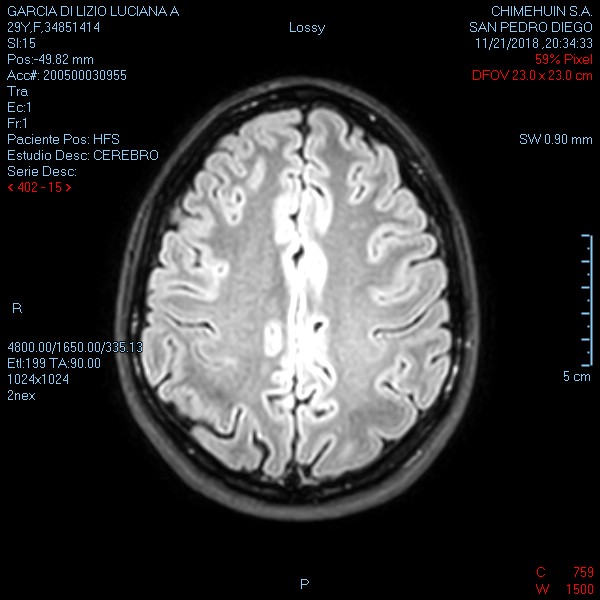 GARCIA DI LIZIO LUCIANA A
29Y,F,34851414
Sl:15
Pos:-49.82 mm
Acc#: 200500030955
Tra
Ec:1
Fr:1
Paciente Pos: HFS
Estudio Desc: CEREBRO
Serie Desc:
< 402 - 15 >
Lossy
CHIMEHUIN S.A.
SAN PEDRO DIEGO
11/21/2018 ,20:34:33
59% Pixel
DFOV 23.0 x 23.0 cm
SW 0.90 mm
R
4800.00/1650.00/335.13
Etl:199 TA:90.00
1024x1024
2nex
5 cm
P
C 759
W 1500